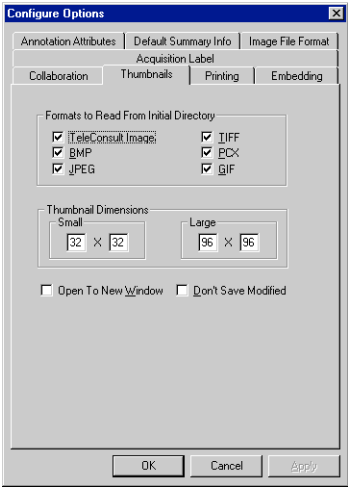 Configure Options
Annotation Attributes Default Summary Info Image File Format
Acquisition Label
Collaboration Thumbnails Printing Embedding
Formats to Read From Initial Directory
TeleConsult Image TIFF
BMP PCX
JPEG GIF
Thumbnail Dimensions
Small Large
32 X 32 96 X 96
Open To New Window Don't Save Modified
OK Cancel Apply